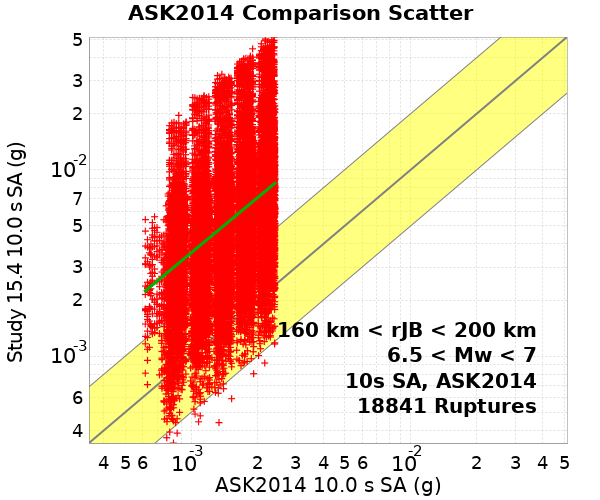 ASK2014 Comparison Scatter
Study 15.4 10.0 s SA (g)
5
3
2
10-2
7
5
3
2
10-3
6
4
160 km < rJB < 200 km
6.5 < Mw < 7
10s SA, ASK2014
18841 Ruptures
4 5 6 10-3 2 3 4 5 6 10-2 2 3 4 5
ASK2014 10.0 s SA (g)